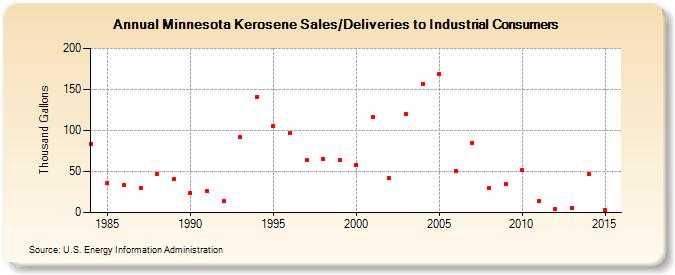 Annual Minnesota Kerosene Sales/Deliveries to Industrial Consumers
Thousand Gallons
200
150
100
50
0
1985 1990 1995 2000 2005 2010 2015
Source: U.S. Energy Information Administration